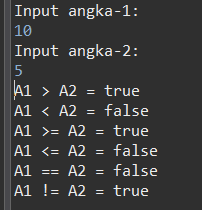 Input angka-1:
10
Input angka-2:
5
A1 > A2 = true
A1 < A2 = false
A1 >= A2 = true
A1 <= A2 = false
A1 == A2 = false
A1 != A2 = true